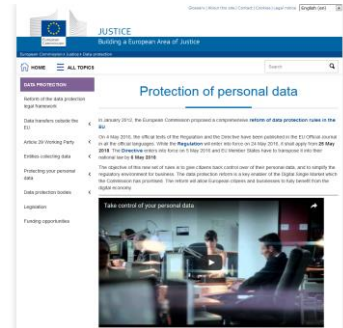 Glossary | About this site | Contact | Cookies | Legal notice | English (en)
European Commission
JUSTICE
Building a European Area of Justice
European Commission > Justice > Data protection
HOME
ALL TOPICS
Search
DATA PROTECTION
Reform of the data protection legal framework
Data transfers outside the EU
Article 29 Working Party
Entities collecting data
Protecting your personal data
Data protection bodies
Legislation
Funding opportunities
Protection of personal data
In January 2012, the European Commission proposed a comprehensive reform of data protection rules in the
EU.
On 4 May 2016, the official texts of the Regulation and the Directive have been published in the EU Official Journal
in all the official languages. While the Regulation will enter into force on 24 May 2016, it shall apply from 25 May
2018. The Directive enters into force on 5 May 2016 and EU Member States have to transpose it into their
national law by 6 May 2018.
The objective of this new set of rules is to give citizens back control over their personal data, and to simplify the
regulatory environment for business. The data protection reform is a key enabler of the Digital Single Market which
the Commission has prioritised. The reform will allow European citizens and businesses to fully benefit from the
digital economy.
Take control of your personal data